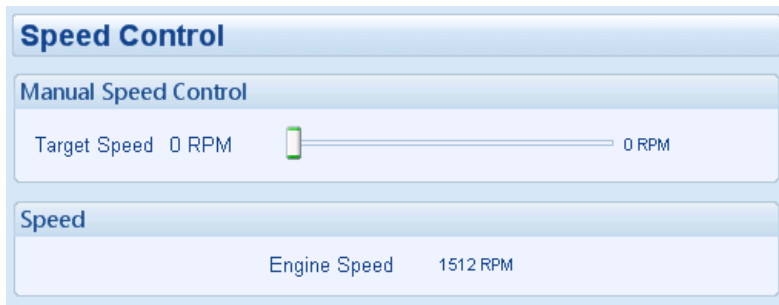 Speed Control
Manual Speed Control
Target Speed 0 RPM 0 RPM
Speed
Engine Speed 1512 RPM